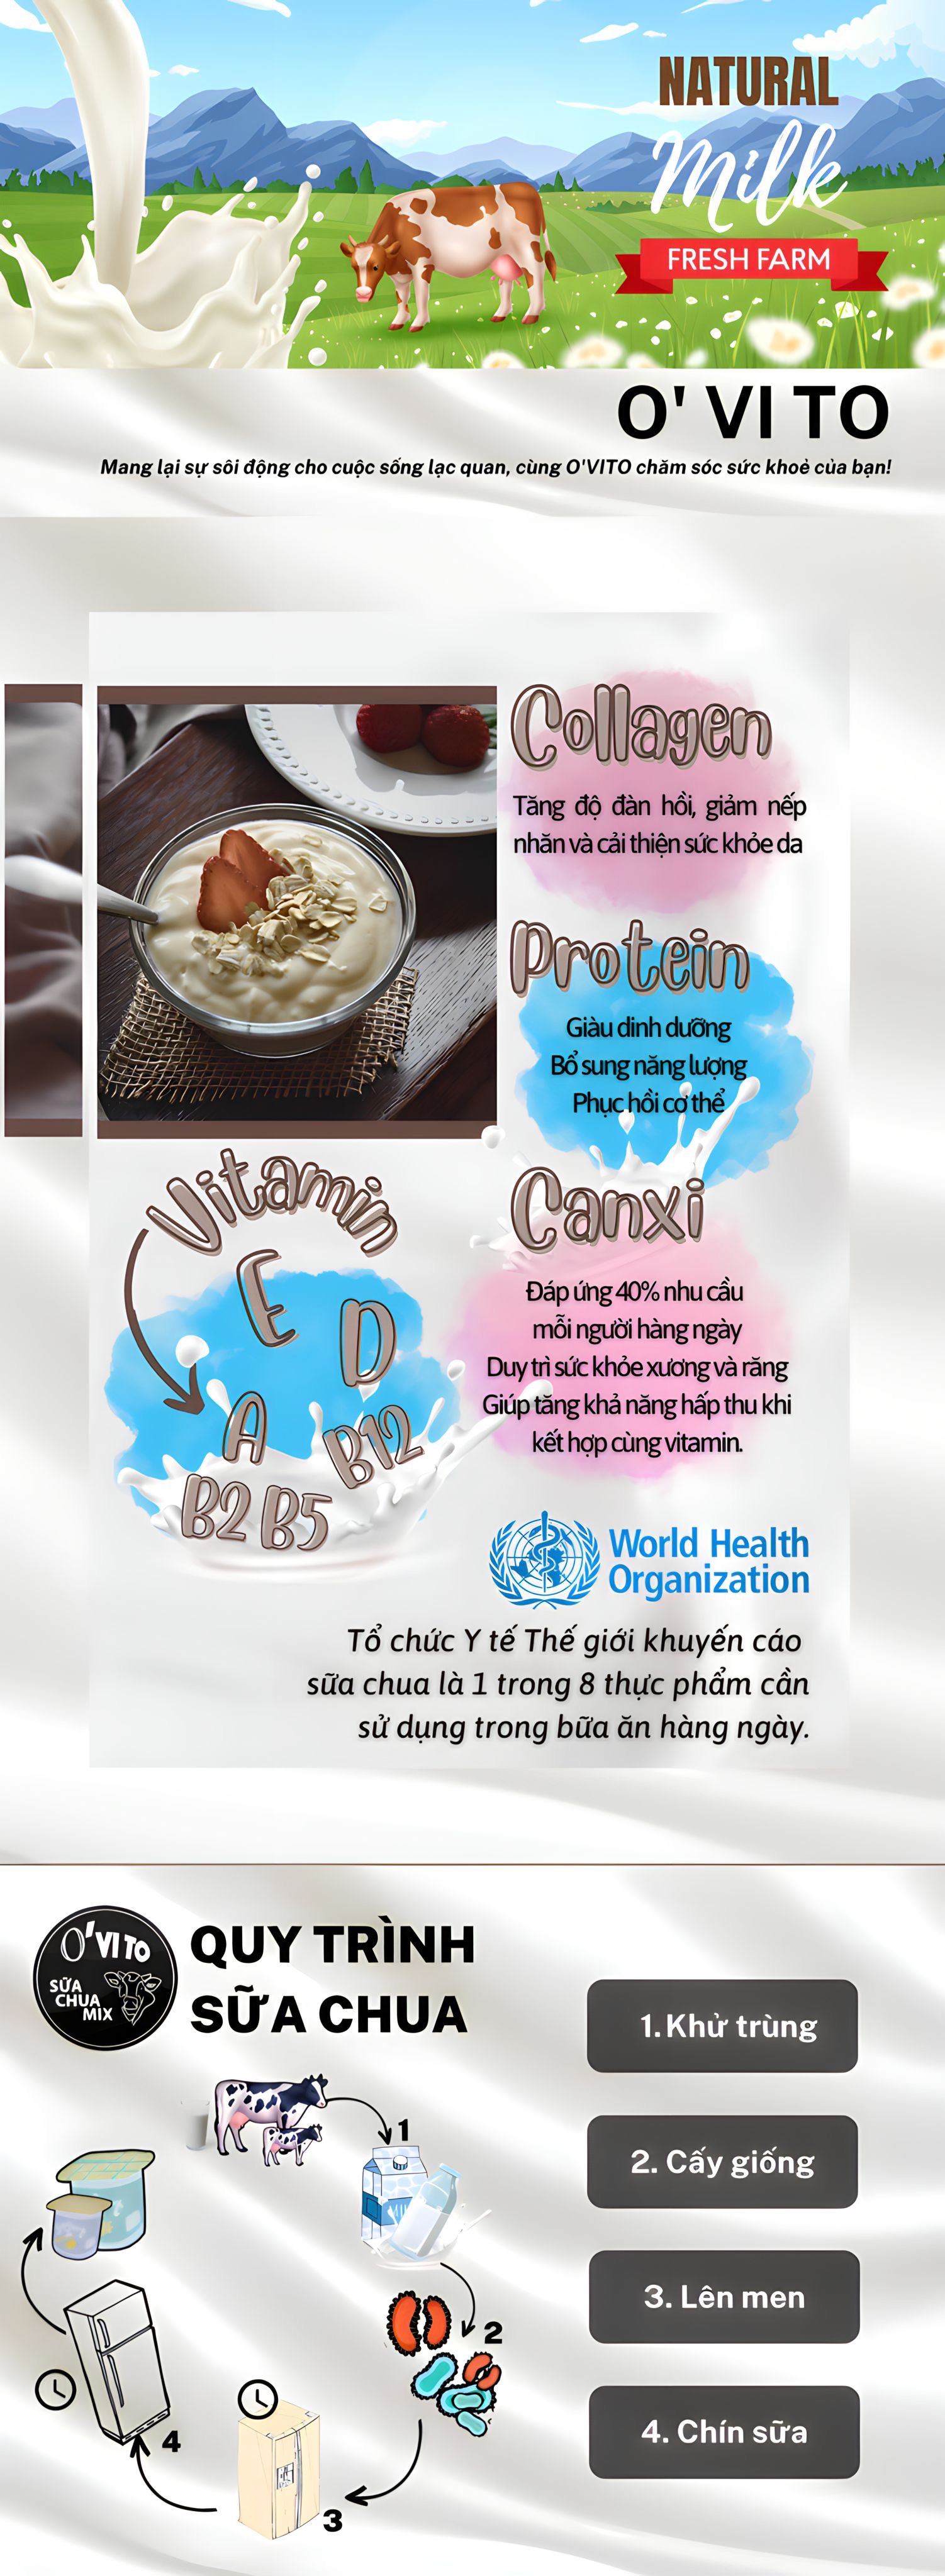 NATURAL
Milk
FRESH FARM
O' VI TO
Mang lại sự sôi động cho cuộc sống lạc quan, cùng O'VITO chăm sóc sức khoẻ của bạn!
Collagen
Tăng độ đàn hồi, giảm nếp
nhăn và cải thiện sức khỏe da
Protein
Giàu dinh dưỡng
Bổ sung năng lượng
Phục hồi cơ thể
Vitamin
E
D
A
B12
B2 B5
Canxi
Đáp ứng 40% nhu cầu
mỗi người hàng ngày
Duy trì sức khỏe xương và răng
Giúp tăng khả năng hấp thu khi
kết hợp cùng vitamin.
World Health
Organization
Tổ chức Y tế Thế giới khuyến cáo
sữa chua là 1 trong 8 thực phẩm cần
sử dụng trong bữa ăn hàng ngày.
O'VI TO
SỮA
CHUA
MIX
QUY TRÌNH
SỮA CHUA
1
2
3
4
1. Khử trùng
2. Cấy giống
3. Lên men
4. Chín sữa